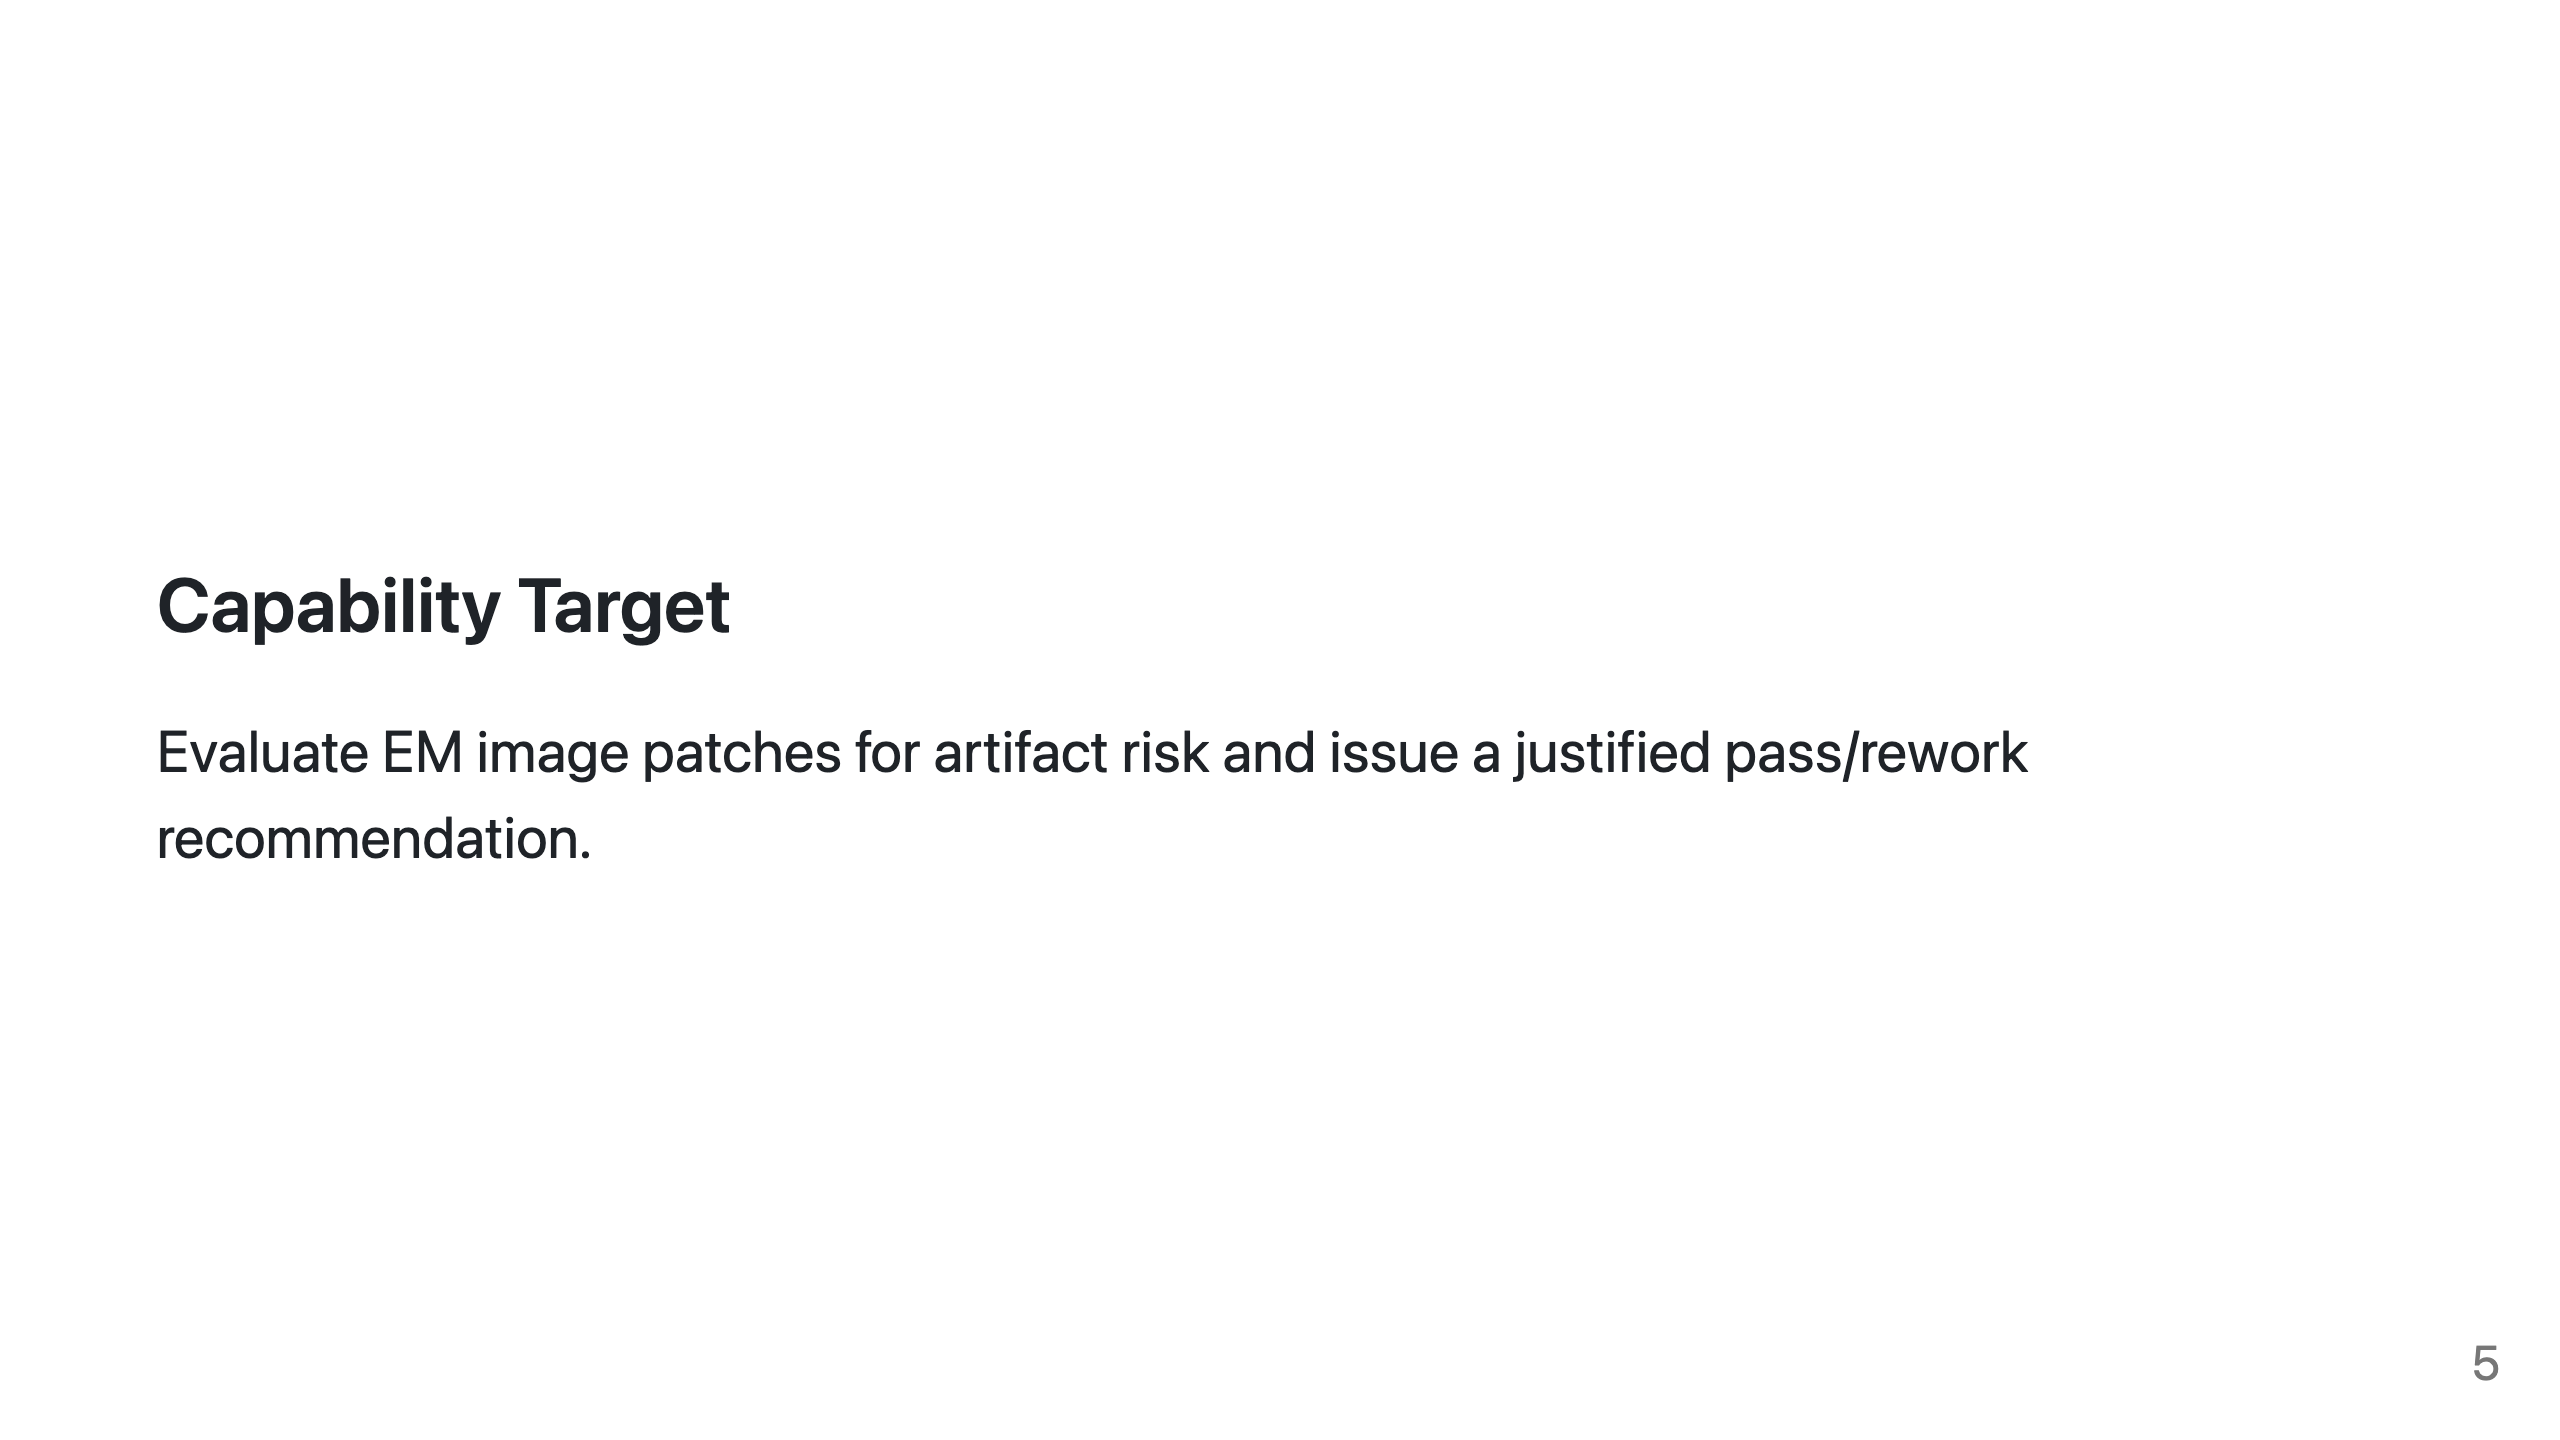 Capability Target
Evaluate EM image patches for artifact risk and issue a justified pass/rework
recommendation.
5